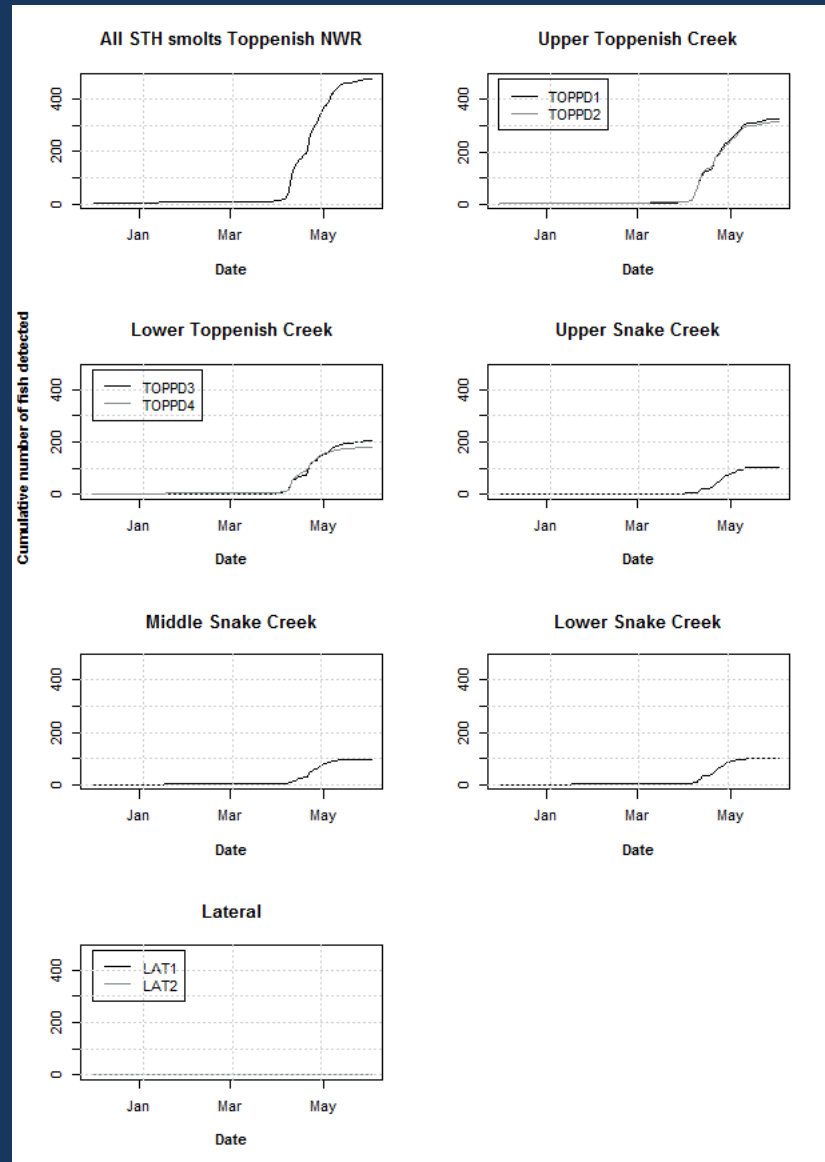 All STH smolts Toppenish NWR
400
200
0
Jan Mar May
Date
Upper Toppenish Creek
TOPPD1
TOPPD2
400
200
0
Jan Mar May
Date
Cumulative number of fish detected
Lower Toppenish Creek
TOPPD3
TOPPD4
400
200
0
Jan Mar May
Date
Upper Snake Creek
400
200
0
Jan Mar May
Date
Middle Snake Creek
400
200
0
Jan Mar May
Date
Lower Snake Creek
400
200
0
Jan Mar May
Date
Lateral
LAT1
LAT2
400
200
0
Jan Mar May
Date